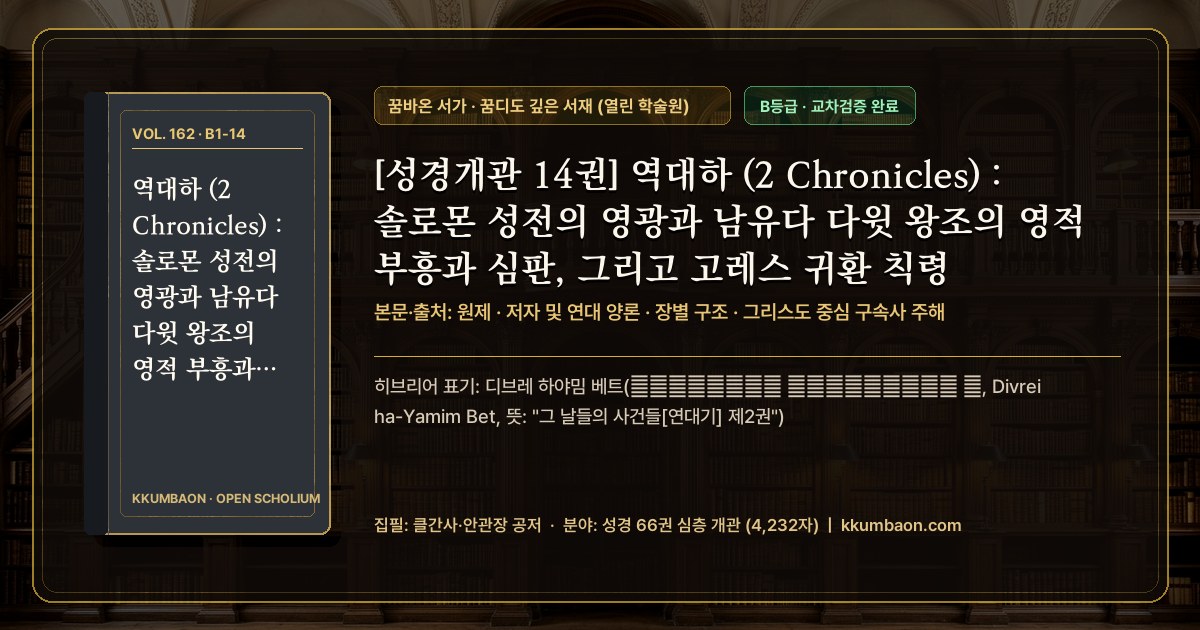 VOL. 162 · B1-14
역대하 (2
Chronicles) :
솔로몬 성전의
영광과 남유다
다윗 왕조의
영적 부흥과…
KKUMBAON · OPEN SCHOLIUM
꿈바온 서가 · 꿈디도 깊은 서재 (열린 학술원)
B등급 · 교차검증 완료
[성경개관 14권] 역대하 (2 Chronicles) :
솔로몬 성전의 영광과 남유다 다윗 왕조의 영적
부흥과 심판, 그리고 고레스 귀환 칙령
본문·출처: 원제 · 저자 및 연대 양론 · 장별 구조 · 그리스도 중심 구속사 주해
히브리어 표기: 디브레 하야밈 베트(, Divrei
ha-Yamim Bet, 뜻: "그 날들의 사건들[연대기] 제2권")
집필: 클간사·안관장 공저 · 분야: 성경 66권 심층 개관 (4,232자) | kkumbaon.com